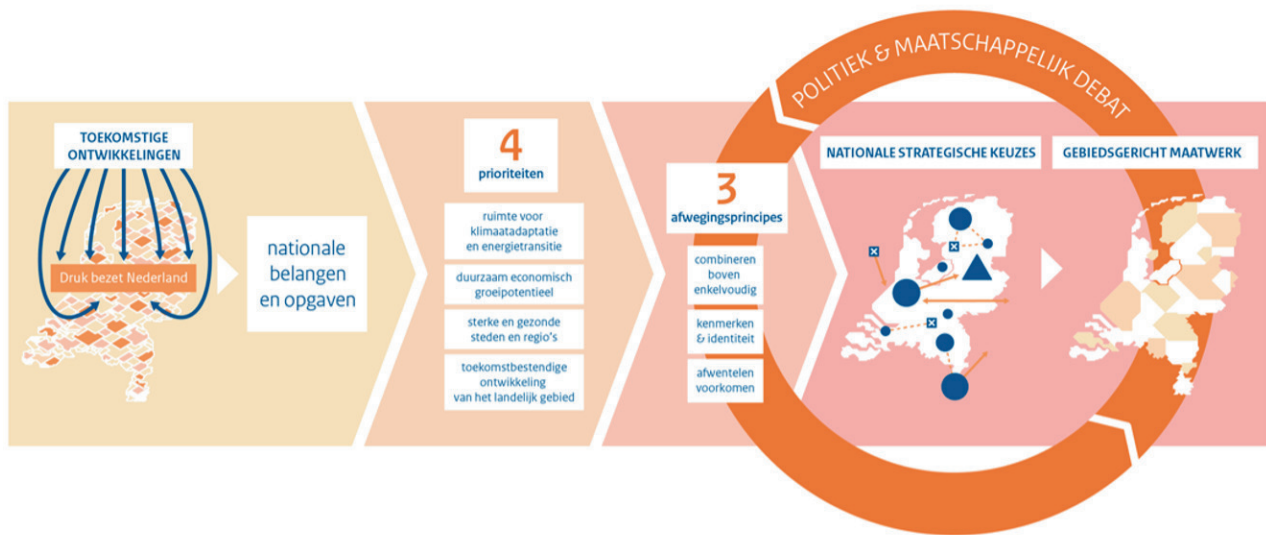 POLITIEK & MAATSCHAPPELIJK DEBAT
TOEKOMSTIGE
ONTWIKKELINGEN
Druk bezet Nederland
nationale
belangen
en opgaven
4
prioriteiten
ruimte voor
klimaatadaptatie
en energietransitie
duurzaam economisch
groeipotentieel
sterke en gezonde
steden en regio's
toekomstbestendige
ontwikkeling
van het landelijk gebied
3
afwegingsprincipes
combineren
boven
enkelvoudig
kenmerken
& identiteit
afwentelen
voorkomen
NATIONALE STRATEGISCHE KEUZES
GEBIEDSGERICHT MAATWERK